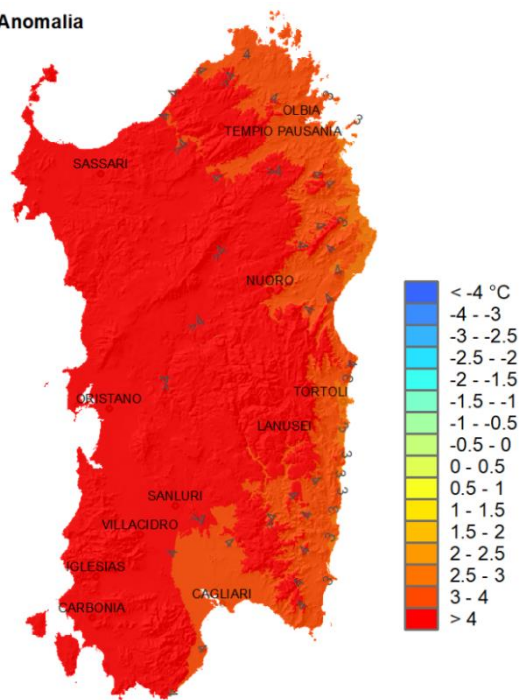 Anomalia
OLBIA
TEMPIO PAUSANIA
SASSARI
NUORO
ORISTANO
TORTOLI
LANUSEI
SANLURI
VILLACIDRO
IGLESIAS
CAGLIARI
CARBONIA
< -4 °C
-4 - -3
-3 - -2.5
-2.5 - -2
-2 - -1.5
-1.5 - -1
-1 - -0.5
-0.5 - 0
0 - 0.5
0.5 - 1
1 - 1.5
1.5 - 2
2 - 2.5
2.5 - 3
3 - 4
> 4